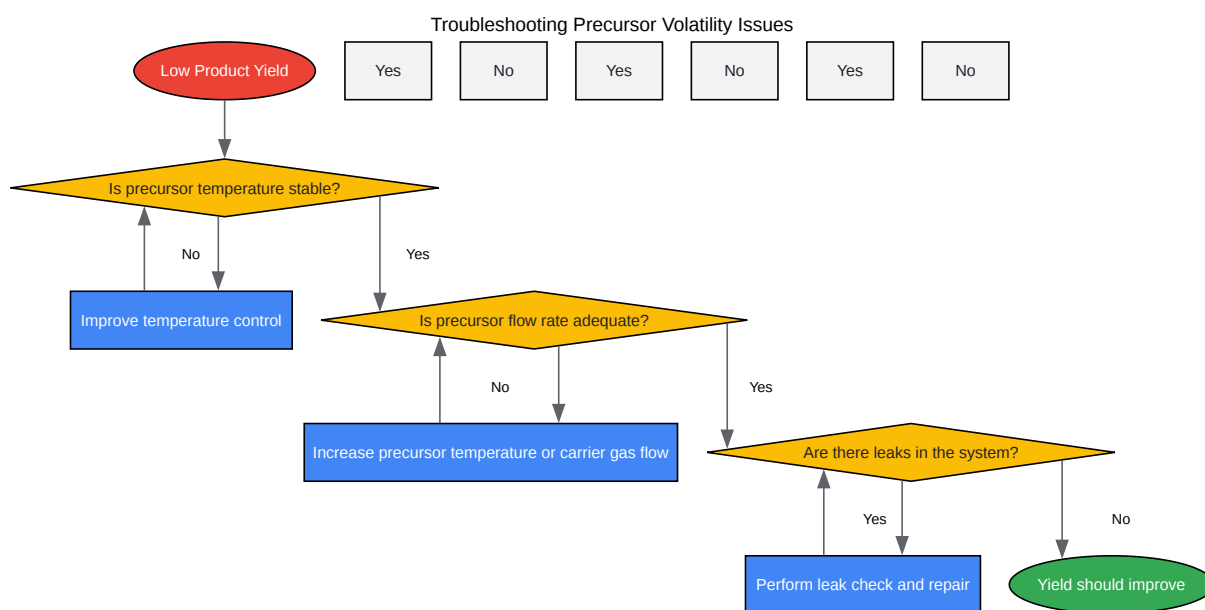 Troubleshooting Precursor Volatility Issues
Low Product Yield
Yes
No
Yes
No
Yes
No
Is precursor temperature stable?
No
Yes
Improve temperature control
Is precursor flow rate adequate?
No
Yes
Increase precursor temperature or carrier gas flow
Are there leaks in the system?
Yes
No
Perform leak check and repair
Yield should improve